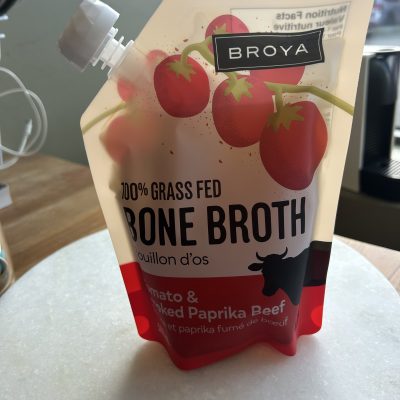 Nutrition Facts
Valeur nutritive
BROYA
100% GRASS FED
BONE BROTH
ouillon d'os
mato &
ked Paprika Beef
et paprika fumé de boeuf